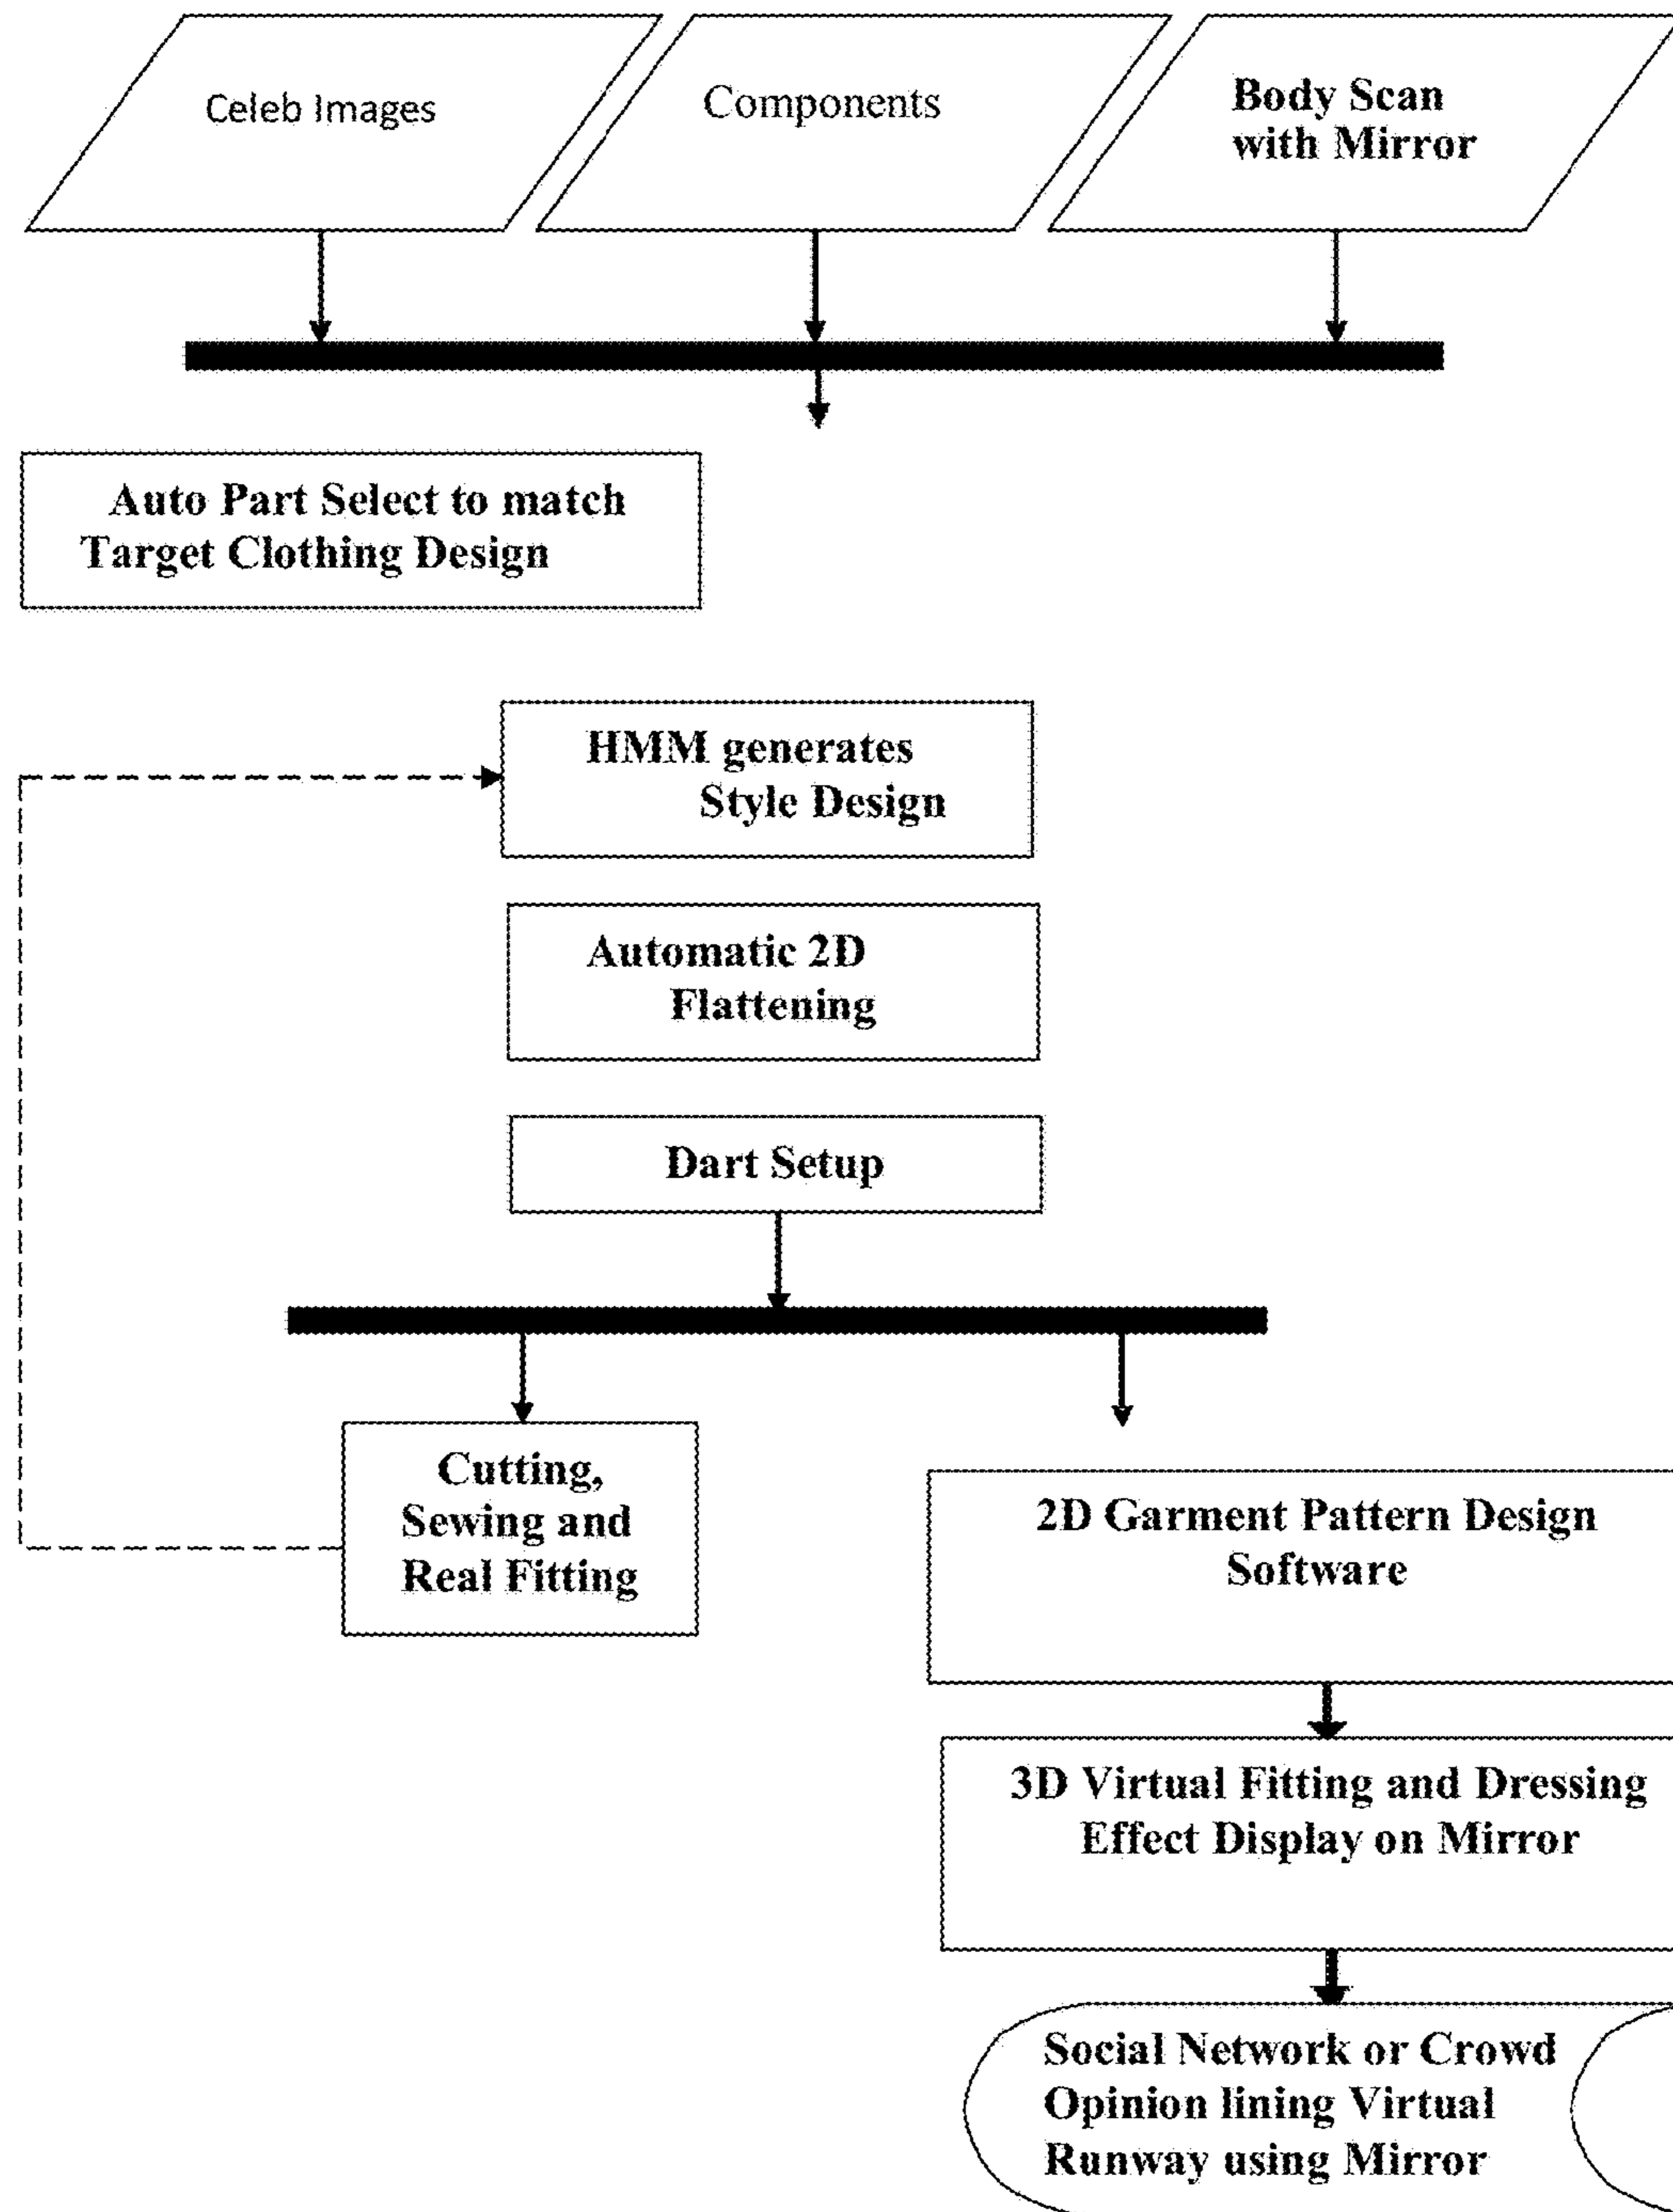 Celeb Images
Components
Body Scan
with Mirror
Auto Part Select to match
Target Clothing Design
HMM generates
Style Design
Automatic 2D
Flattening
Dart Setup
Cutting,
Sewing and
Real Fitting
2D Garment Pattern Design
Software
3D Virtual Fitting and Dressing
Effect Display on Mirror
Social Network or Crowd
Opinion lining Virtual
Runway using Mirror